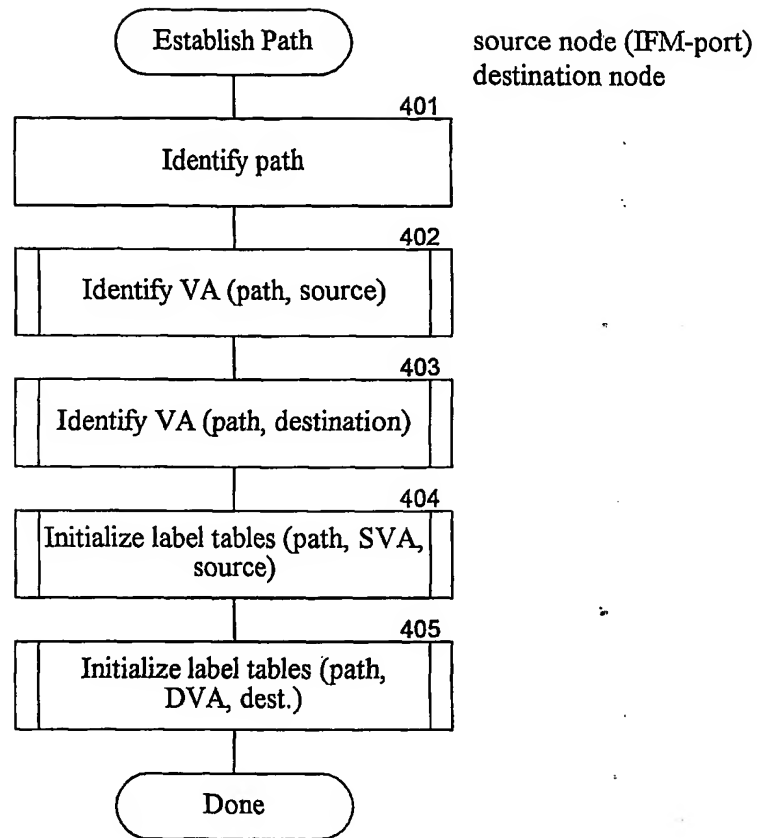 Establish Path
source node (IFM-port)
destination node
401
Identify path
402
Identify VA (path, source)
403
Identify VA (path, destination)
404
Initialize label tables (path, SVA,
source)
405
Initialize label tables (path,
DVA, dest.)
Done